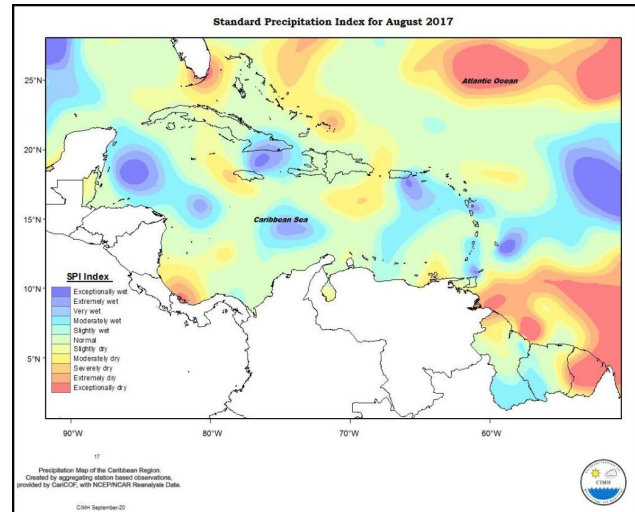 Standard Precipitation Index for August 2017
25°N
20°N
15°N
10°N
5°N
90°W
80°W
70°W
60°W
Atlantic Ocean
Caribbean Sea
SPI Index
Exceptionally wet
Extremely wet
Very wet
Moderately wet
Slightly wet
Normal
Slightly dry
Moderately dry
Severely dry
Extremely dry
Exceptionally dry
17
Precipitation Map of the Caribbean Region.
Created by aggregating station based observations,
provided by CariCOF, with NCEP/NCAR Reanalysis Data.
CIMH September-20
CIMH